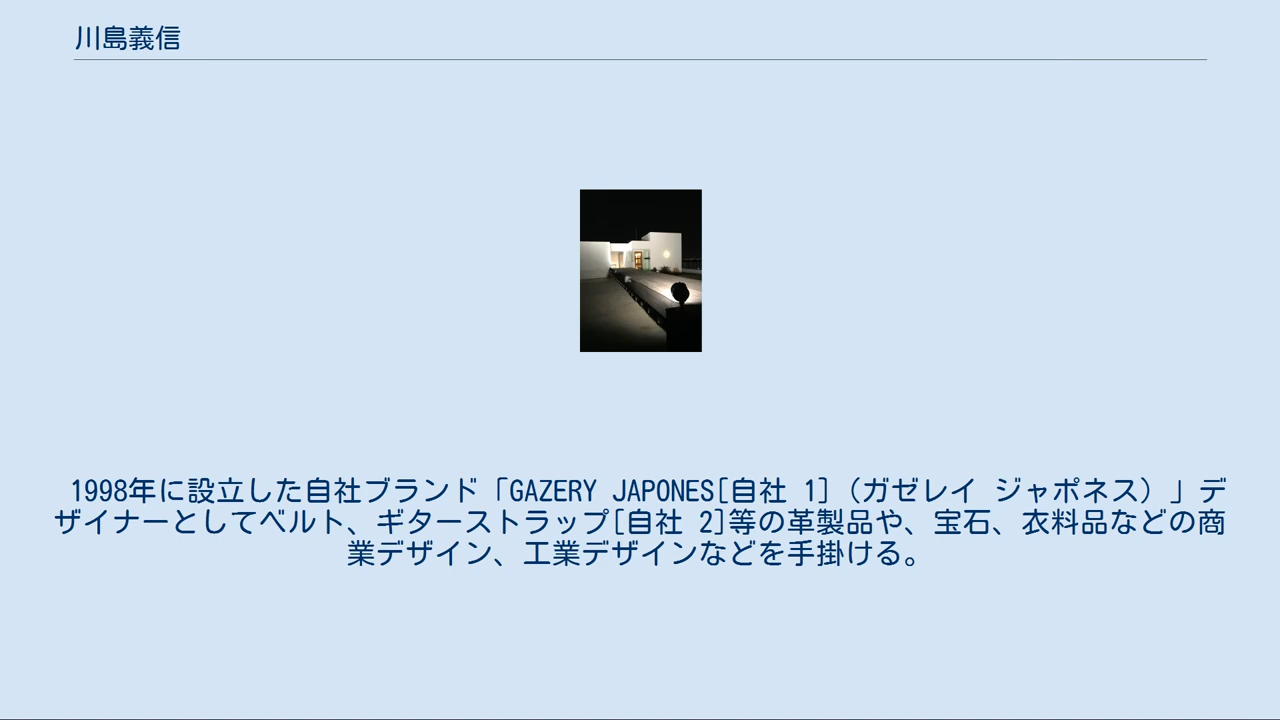 川島義信
1998年に設立した自社ブランド「GAZERY JAPONES[自社 1]（ガゼレイ ジャポネス）」デ
ザイナーとしてベルト、ギターストラップ[自社 2]等の革製品や、宝石、衣料品などの商
業デザイン、工業デザインなどを手掛ける。